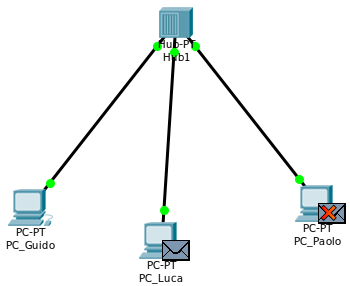 Hub-PT
Hub1
PC-PT
PC_Guido
PC-PT
PC_Luca
PC-PT
PC_Paolo